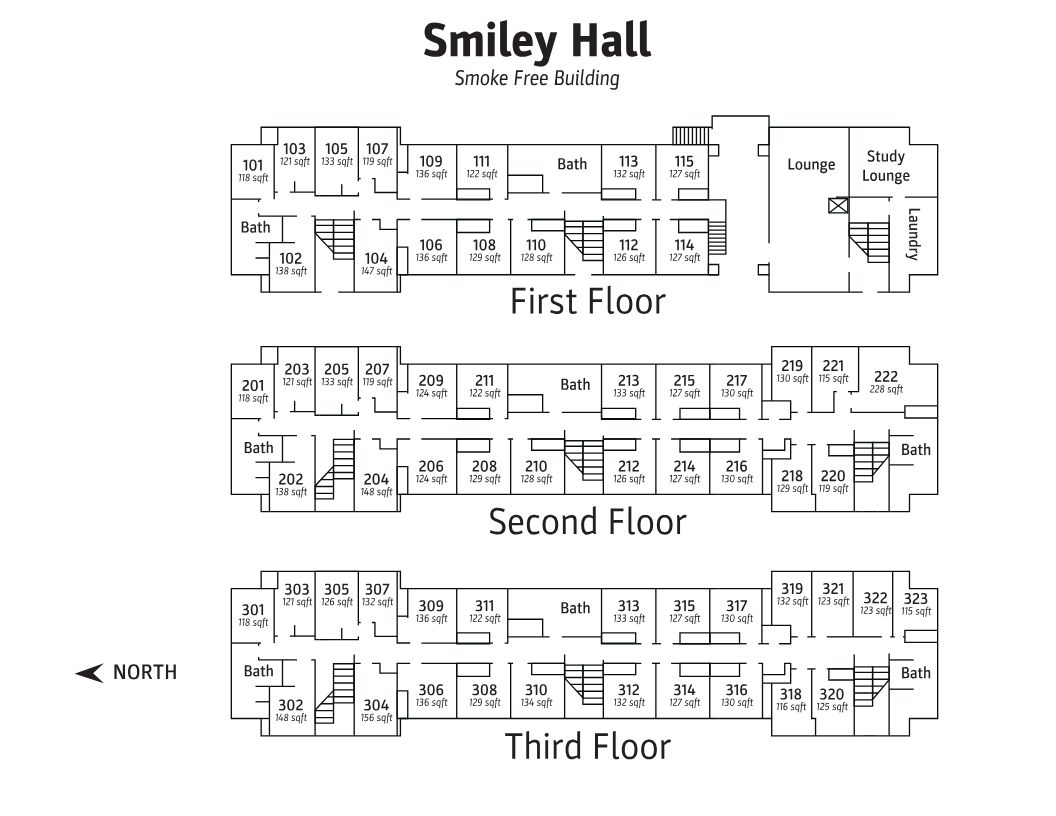 Smiley Hall
Smoke Free Building
101
118 sqft
103
121 sqft
105
133 sqft
107
119 sqft
109
136 sqft
111
122 sqft
Bath
113
132 sqft
115
127 sqft
Lounge
Study
Lounge
Bath
102
138 sqft
104
147 sqft
106
136 sqft
108
129 sqft
110
128 sqft
112
126 sqft
114
127 sqft
Laundry
First Floor
201
118 sqft
203
121 sqft
205
133 sqft
207
119 sqft
209
124 sqft
211
122 sqft
Bath
213
133 sqft
215
127 sqft
217
130 sqft
219
130 sqft
221
115 sqft
222
228 sqft
Bath
202
138 sqft
204
148 sqft
206
124 sqft
208
129 sqft
210
128 sqft
212
126 sqft
214
127 sqft
216
130 sqft
218
129 sqft
220
119 sqft
Bath
Second Floor
301
118 sqft
303
121 sqft
305
126 sqft
307
132 sqft
309
136 sqft
311
122 sqft
Bath
313
133 sqft
315
127 sqft
317
130 sqft
319
132 sqft
321
123 sqft
322
123 sqft
323
115 sqft
NORTH
Bath
302
148 sqft
304
156 sqft
306
136 sqft
308
129 sqft
310
134 sqft
312
132 sqft
314
127 sqft
316
130 sqft
318
116 sqft
320
125 sqft
Bath
Third Floor